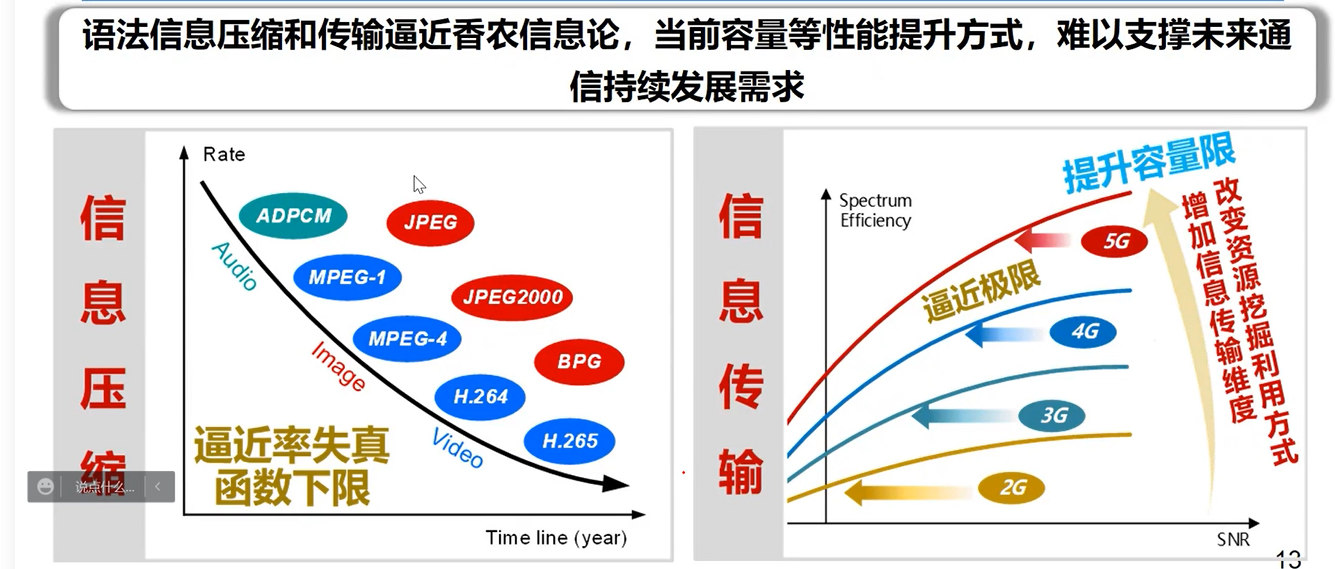 语法信息压缩和传输逼近香农信息论，当前容量等性能提升方式，难以支撑未来通
信持续发展需求
信息压缩
Rate
ADPCM
JPEG
Audio
MPEG-1
JPEG2000
MPEG-4
Image
BPG
H.264
Video
H.265
逼近率失真
函数下限
Time line (year)
说点什么...
信息传输
Spectrum
Efficiency
提升容量限
5G
逼近极限
4G
3G
2G
增加信息传输维度
改变资源挖掘利用方式
SNR
13